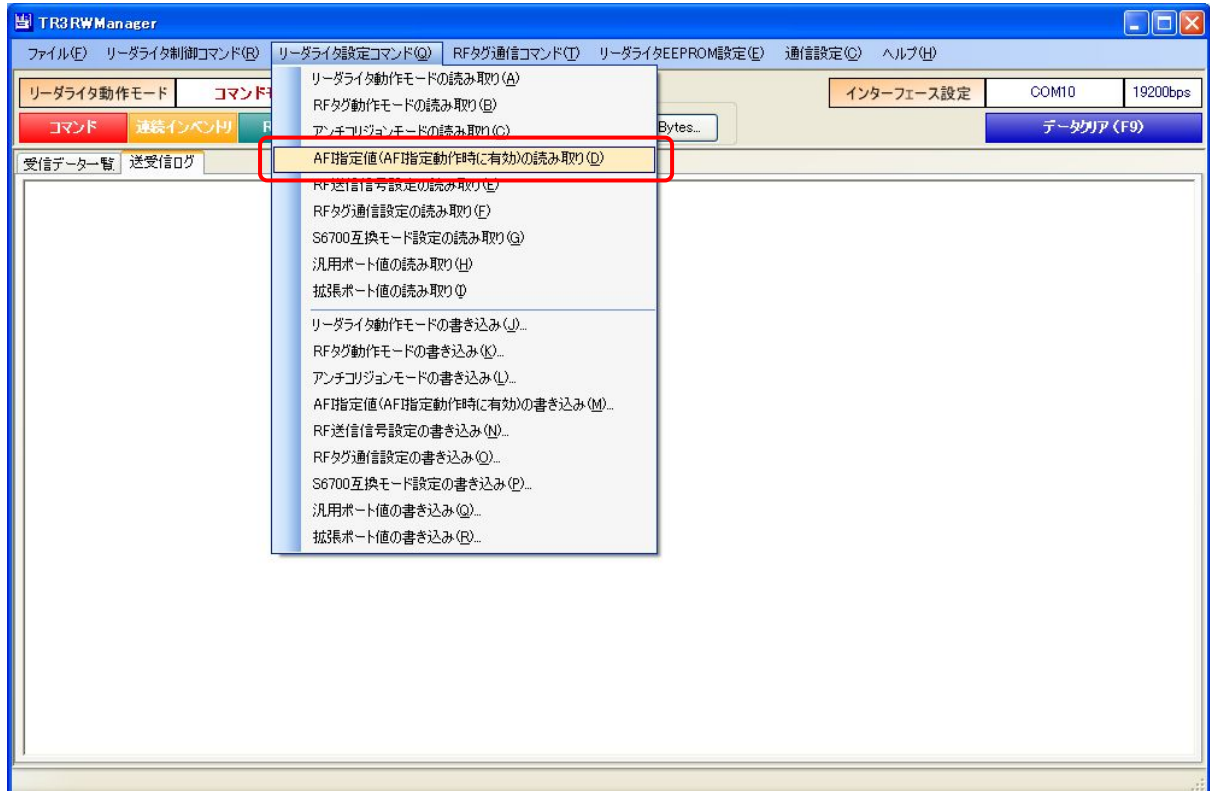 TR3RWManager
ファイル(F) リーダライタ制御コマンド(R) リーダライタ設定コマンド(Q) RFタグ通信コマンド(T) リーダライタEEPROM設定(E) 通信設定(C) ヘルプ(H)
リーダライタ動作モード コマンドモ インターフェース設定 COM10 19200bps
コマンド 連続インベントリ R Bytes... データクリア(F9)
受信データ一覧 送受信ログ
リーダライタ動作モードの読み取り(A)
RFタグ動作モードの読み取り(B)
アンチコリジョンモードの読み取り(C)
AFI指定値(AFI指定動作時に有効)の読み取り(D)
RF送信信号設定の読み取り(E)
RFタグ通信設定の読み取り(F)
S6700互換モード設定の読み取り(G)
汎用ポート値の読み取り(H)
拡張ポート値の読み取り(I)
リーダライタ動作モードの書き込み(J)...
RFタグ動作モードの書き込み(K)...
アンチコリジョンモードの書き込み(L)...
AFI指定値(AFI指定動作時に有効)の書き込み(M)...
RF送信信号設定の書き込み(N)...
RFタグ通信設定の書き込み(O)...
S6700互換モード設定の書き込み(P)...
汎用ポート値の書き込み(Q)...
拡張ポート値の書き込み(R)...